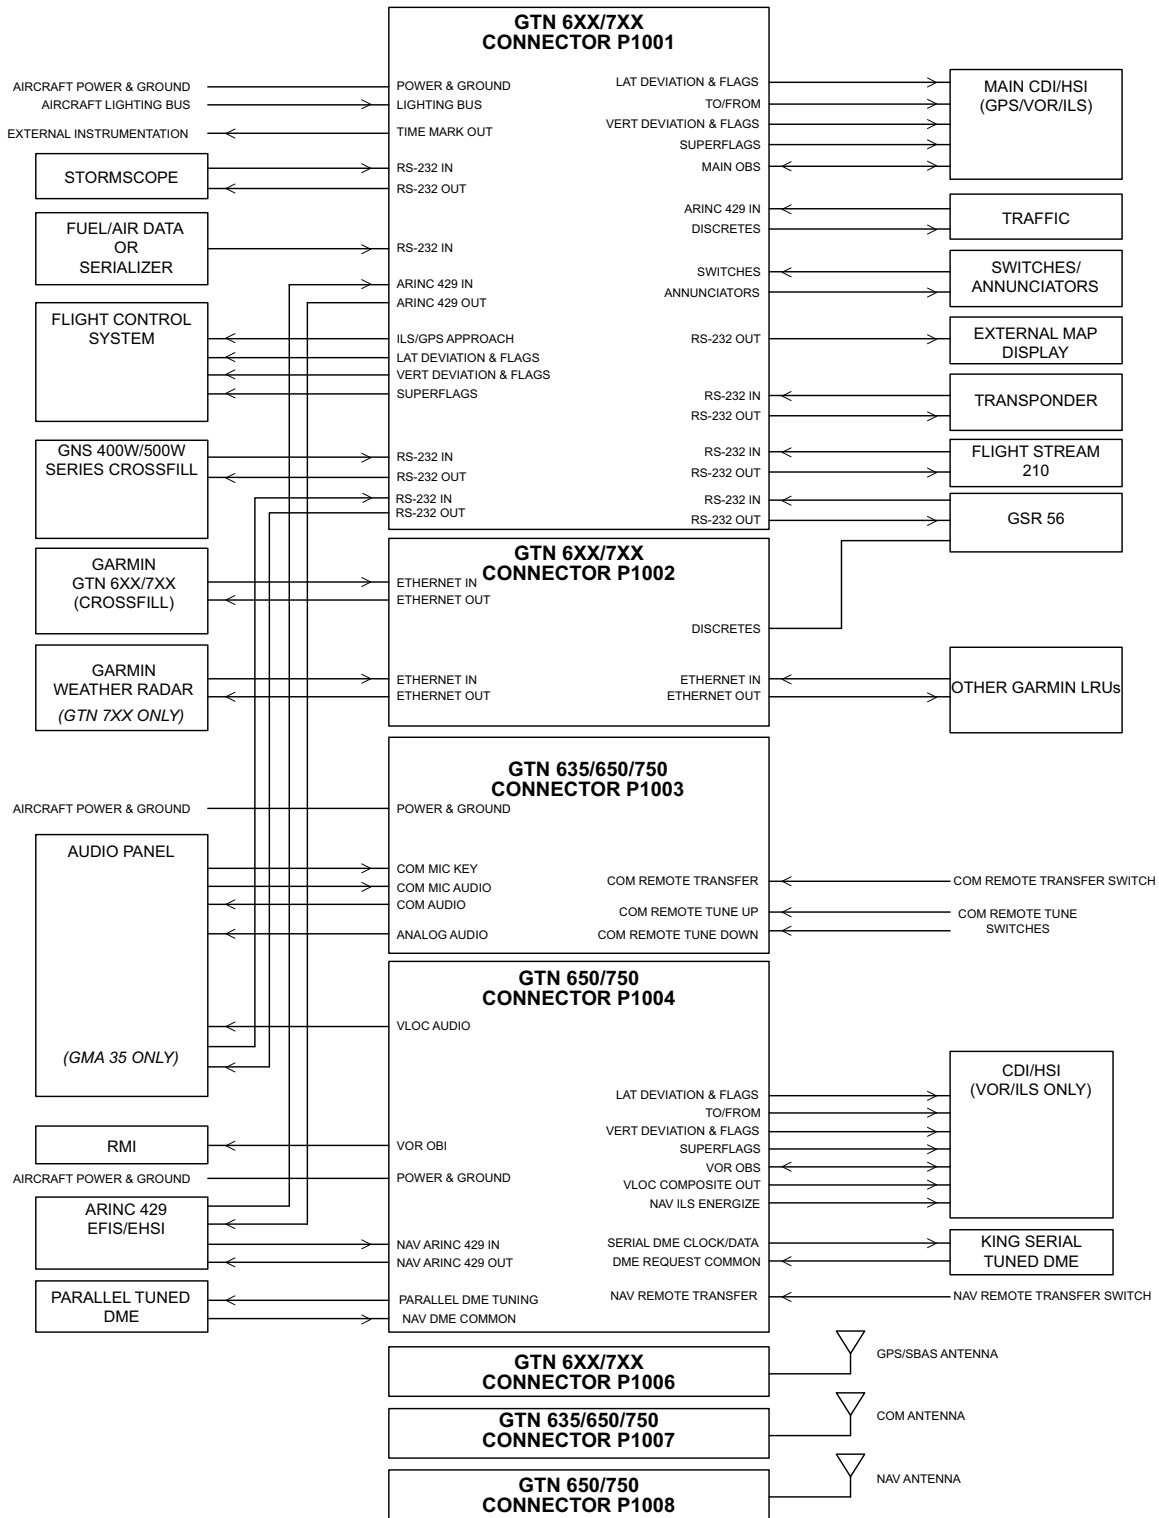 GTN 6XX/7XX
CONNECTOR P1001
AIRCRAFT POWER & GROUND
AIRCRAFT LIGHTING BUS
EXTERNAL INSTRUMENTATION
STORMSCOPE
FUEL/AIR DATA
OR
SERIALIZER
FLIGHT CONTROL
SYSTEM
GNS 400W/500W
SERIES CROSSFILL
POWER & GROUND
LIGHTING BUS
TIME MARK OUT
RS-232 IN
RS-232 OUT
RS-232 IN
ARINC 429 IN
ARINC 429 OUT
ILS/GPS APPROACH
LAT DEVIATION & FLAGS
VERT DEVIATION & FLAGS
SUPERFLAGS
RS-232 IN
RS-232 OUT
RS-232 IN
RS-232 OUT
LAT DEVIATION & FLAGS
TO/FROM
VERT DEVIATION & FLAGS
SUPERFLAGS
MAIN OBS
ARINC 429 IN
DISCRETES
SWITCHES
ANNUNCIATORS
RS-232 OUT
RS-232 IN
RS-232 OUT
RS-232 IN
RS-232 OUT
RS-232 IN
RS-232 OUT
MAIN CDI/HSI
(GPS/VOR/ILS)
TRAFFIC
SWITCHES/
ANNUNCIATORS
EXTERNAL MAP
DISPLAY
TRANSPONDER
FLIGHT STREAM
210
GSR 56
GTN 6XX/7XX
CONNECTOR P1002
GARMIN
GTN 6XX/7XX
(CROSSFILL)
GARMIN
WEATHER RADAR
(GTN 7XX ONLY)
ETHERNET IN
ETHERNET OUT
ETHERNET IN
ETHERNET OUT
DISCRETES
ETHERNET IN
ETHERNET OUT
OTHER GARMIN LRUs
GTN 635/650/750
CONNECTOR P1003
AIRCRAFT POWER & GROUND
AUDIO PANEL
(GMA 35 ONLY)
POWER & GROUND
COM MIC KEY
COM MIC AUDIO
COM AUDIO
ANALOG AUDIO
COM REMOTE TRANSFER
COM REMOTE TUNE UP
COM REMOTE TUNE DOWN
COM REMOTE TRANSFER SWITCH
COM REMOTE TUNE
SWITCHES
GTN 650/750
CONNECTOR P1004
RMI
AIRCRAFT POWER & GROUND
ARINC 429
EFIS/EHSI
PARALLEL TUNED
DME
VLOC AUDIO
VOR OBI
POWER & GROUND
NAV ARINC 429 IN
NAV ARINC 429 OUT
PARALLEL DME TUNING
NAV DME COMMON
LAT DEVIATION & FLAGS
TO/FROM
VERT DEVIATION & FLAGS
SUPERFLAGS
VOR OBS
VLOC COMPOSITE OUT
NAV ILS ENERGIZE
SERIAL DME CLOCK/DATA
DME REQUEST COMMON
NAV REMOTE TRANSFER
CDI/HSI
(VOR/ILS ONLY)
KING SERIAL
TUNED DME
NAV REMOTE TRANSFER SWITCH
GTN 6XX/7XX
CONNECTOR P1006
GPS/SBAS ANTENNA
GTN 635/650/750
CONNECTOR P1007
COM ANTENNA
GTN 650/750
CONNECTOR P1008
NAV ANTENNA